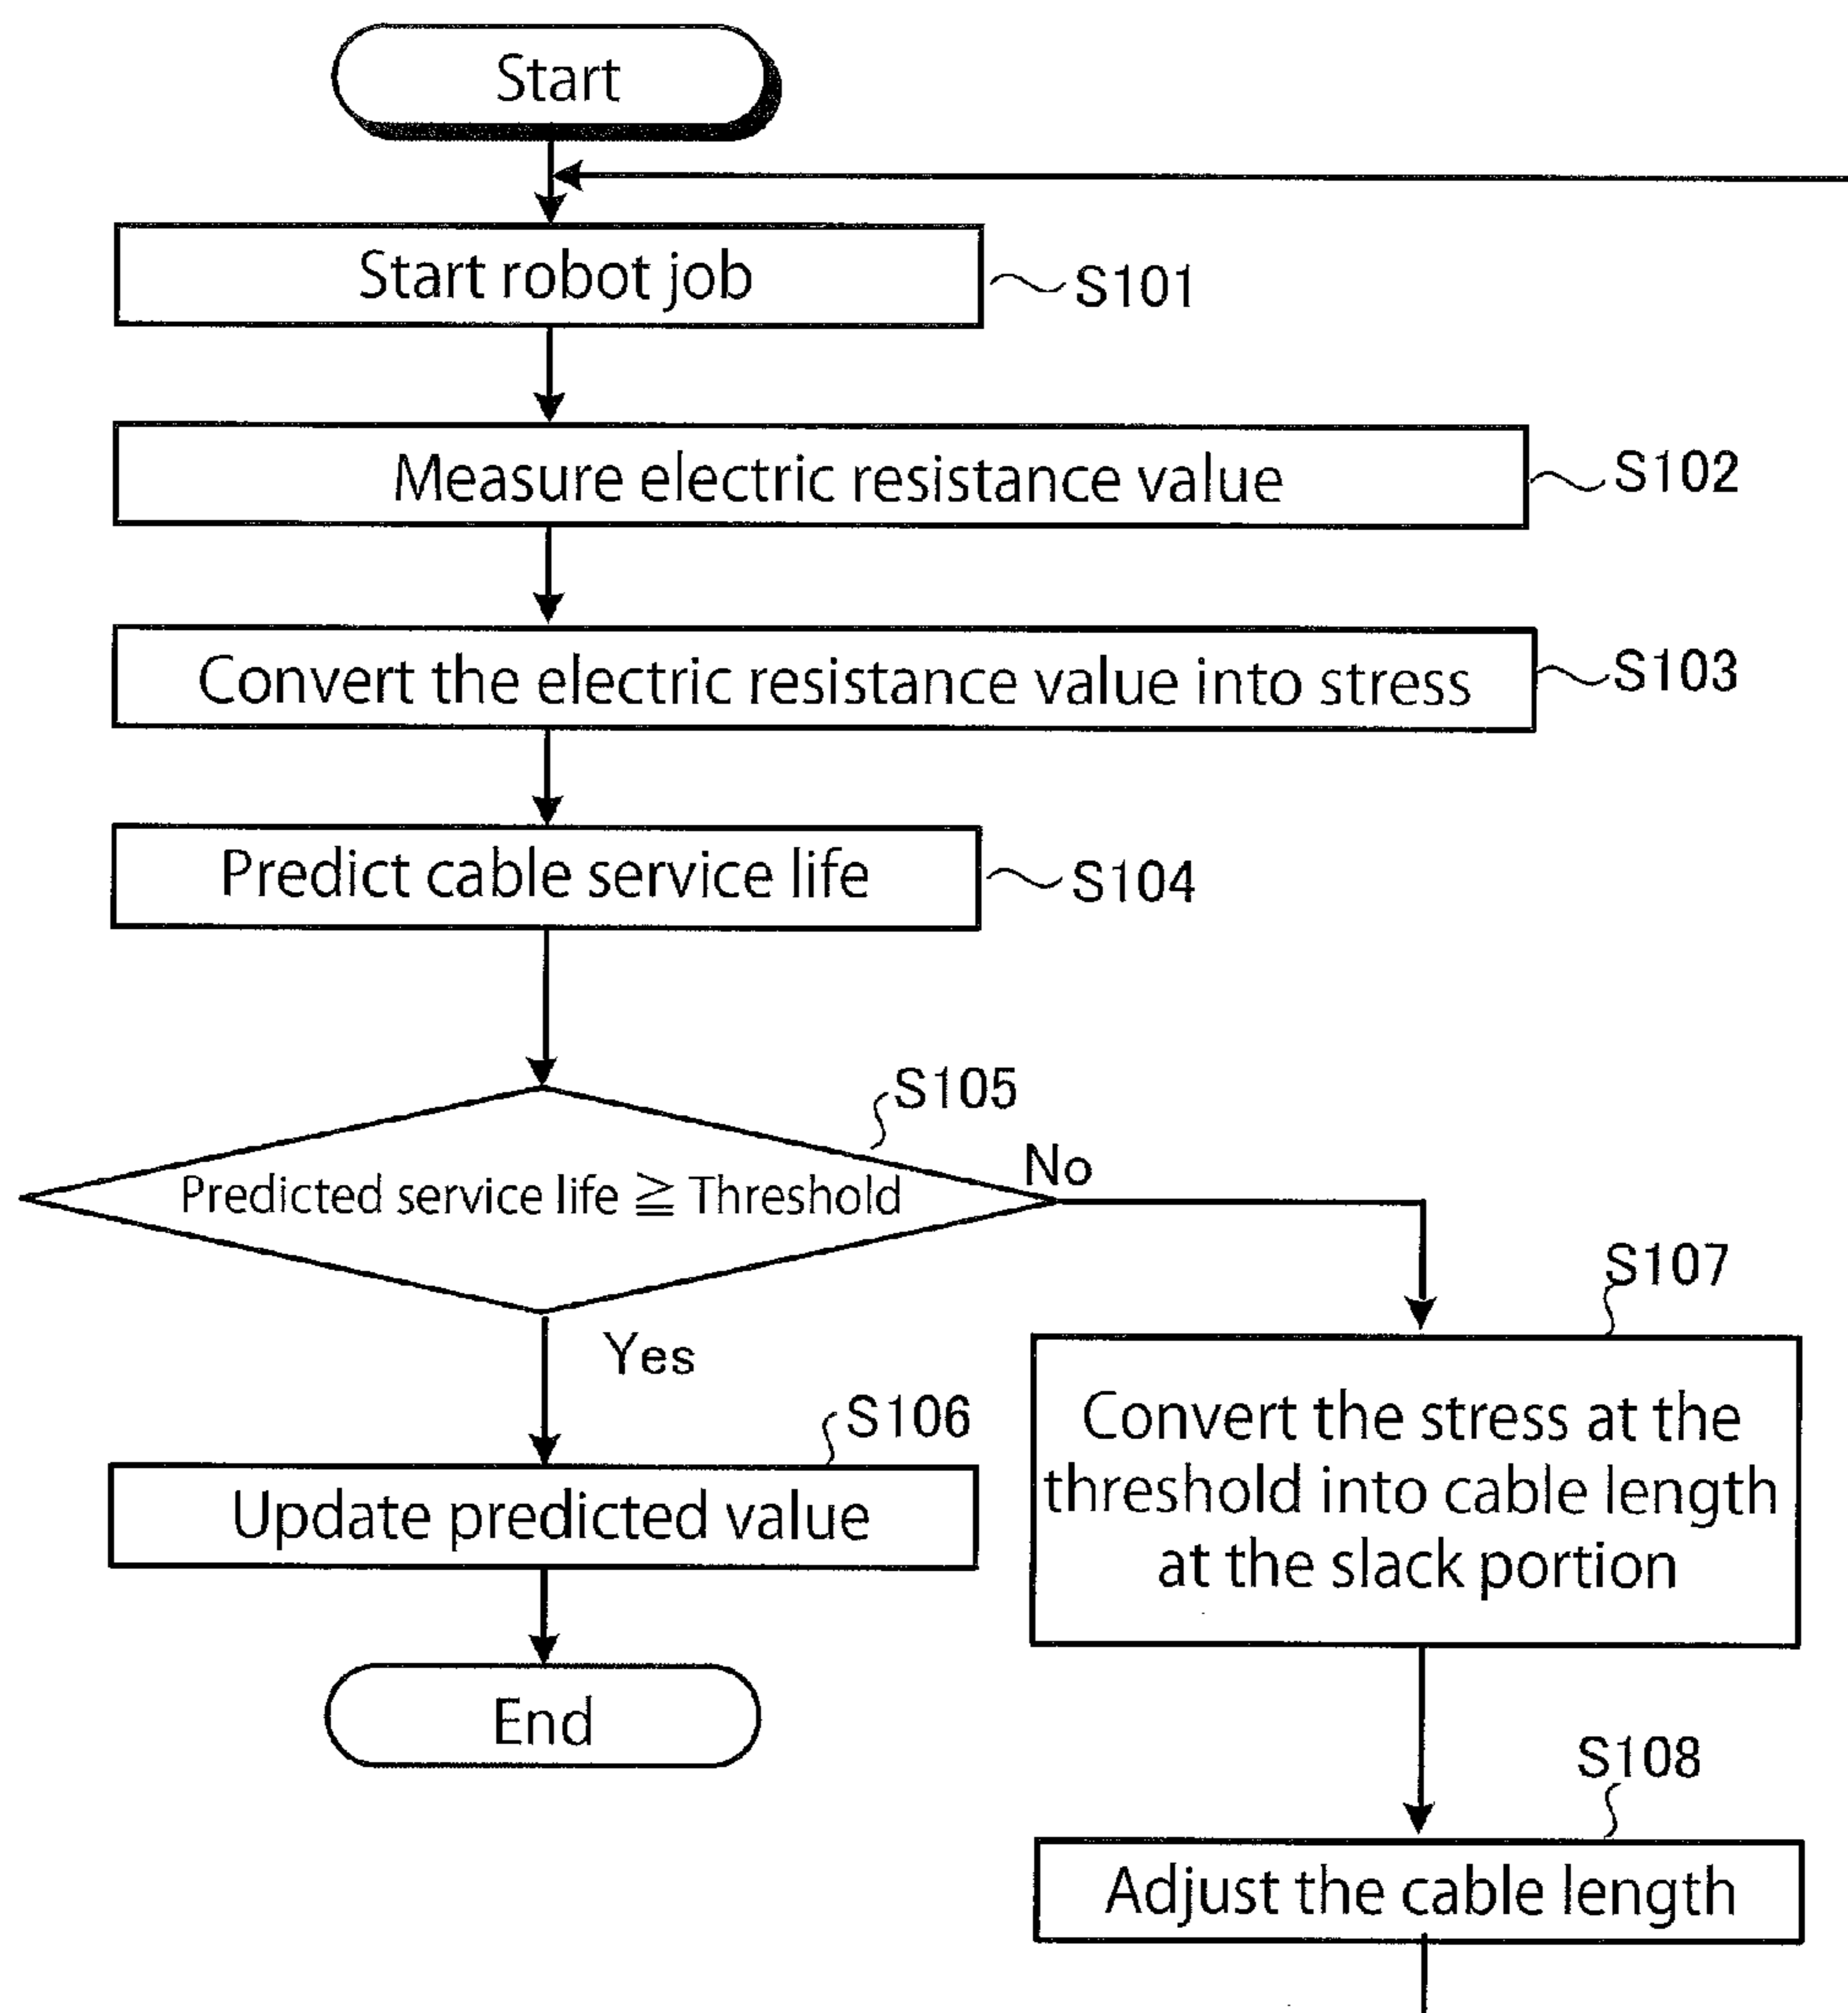 Start
Start robot job
S101
Measure electric resistance value
S102
Convert the electric resistance value into stress
S103
Predict cable service life
S104
S105
Predicted service life ≧ Threshold
No
Yes
S106
Update predicted value
End
S107
Convert the stress at the
threshold into cable length
at the slack portion
S108
Adjust the cable length